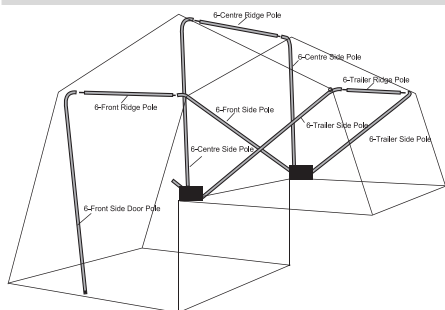 6-Centre Ridge Pole
6-Centre Side Pole
6-Trailer Ridge Pole
6-Front Ridge Pole
6-Front Side Pole
6-Trailer Side Pole
6-Trailer Side Pole
6-Centre Side Pole
6-Front Side Door Pole